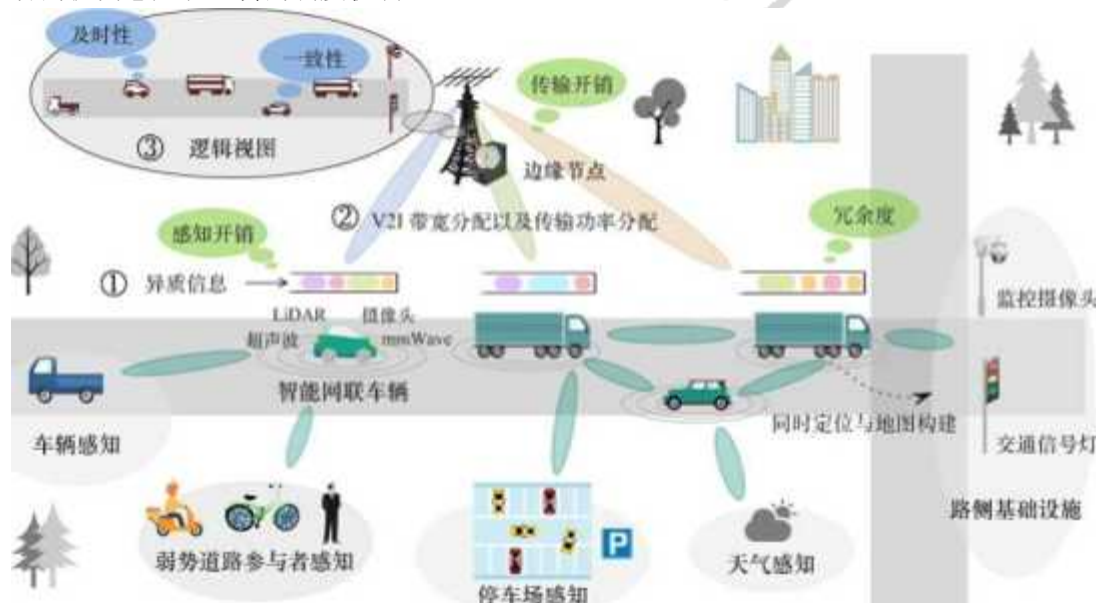 及时性
一致性
传输开销
③ 逻辑视图
边缘节点
② V2I 带宽分配以及传输功率分配
感知开销
冗余度
① 异质信息
监控摄像头
LiDAR 摄像头
超声波 mmWave
智能网联车辆
同时定位与地图构建
车辆感知
交通信号灯
路侧基础设施
弱势道路参与者感知
P
天气感知
停车场感知